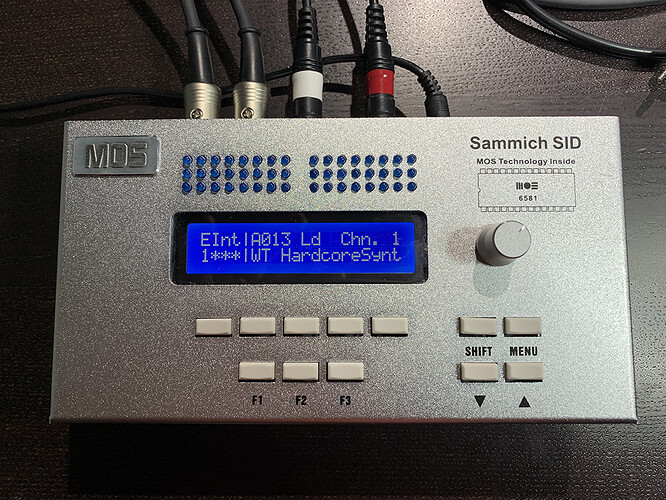 MOS
Sammich SID
MOS Technology Inside
MOS
6581
EInt|A013 Ld Chn. 1
1***|WT HardcoreSynt
SHIFT MENU
F1 F2 F3
▼ ▲